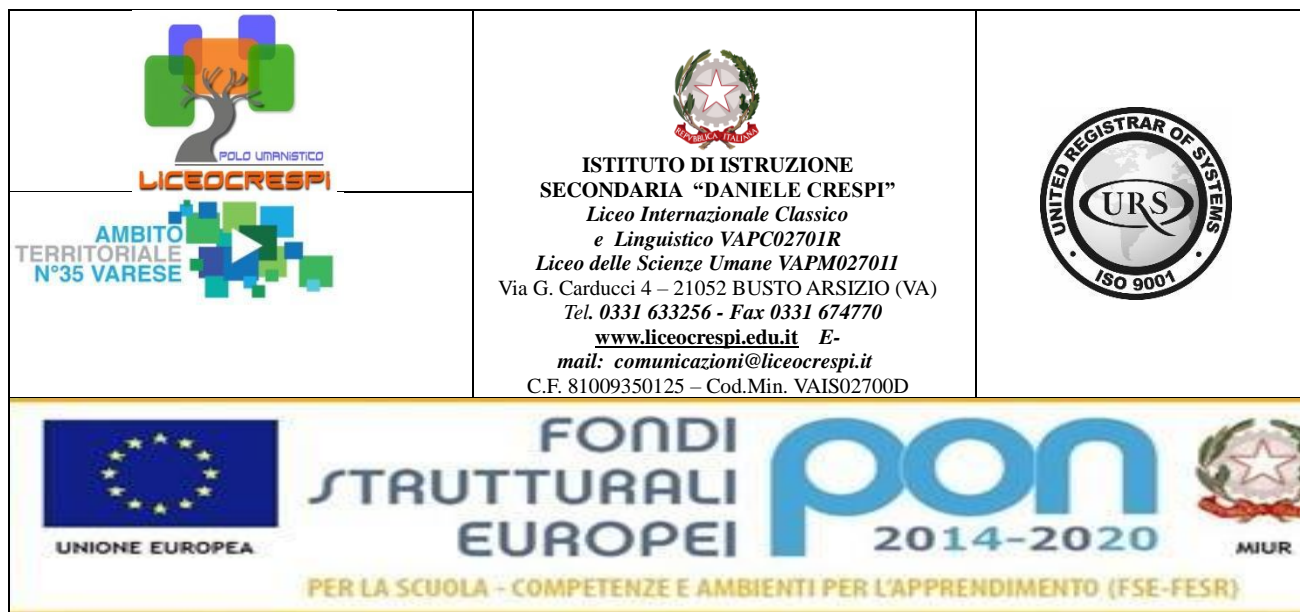 POLO UMANISTICO
LICEOCRESPI
AMBITO
TERRITORIALE
N°35 VARESE
REPVBBLICA ITALIANA
ISTITUTO DI ISTRUZIONE
SECONDARIA “DANIELE CRESPI”
Liceo Internazionale Classico
e Linguistico VAPC02701R
Liceo delle Scienze Umane VAPM027011
Via G. Carducci 4 – 21052 BUSTO ARSIZIO (VA)
Tel. 0331 633256 - Fax 0331 674770
www.liceocrespi.edu.it E-
mail: comunicazioni@liceocrespi.it
C.F. 81009350125 – Cod.Min. VAIS02700D
UNITED REGISTRAR OF SYSTEMS
URS
ISO 9001
UNIONE EUROPEA
FONDI
STRUTTURALI
EUROPEI
pon
2014-2020
MIUR
PER LA SCUOLA - COMPETENZE E AMBIENTI PER L'APPRENDIMENTO (FSE-FESR)